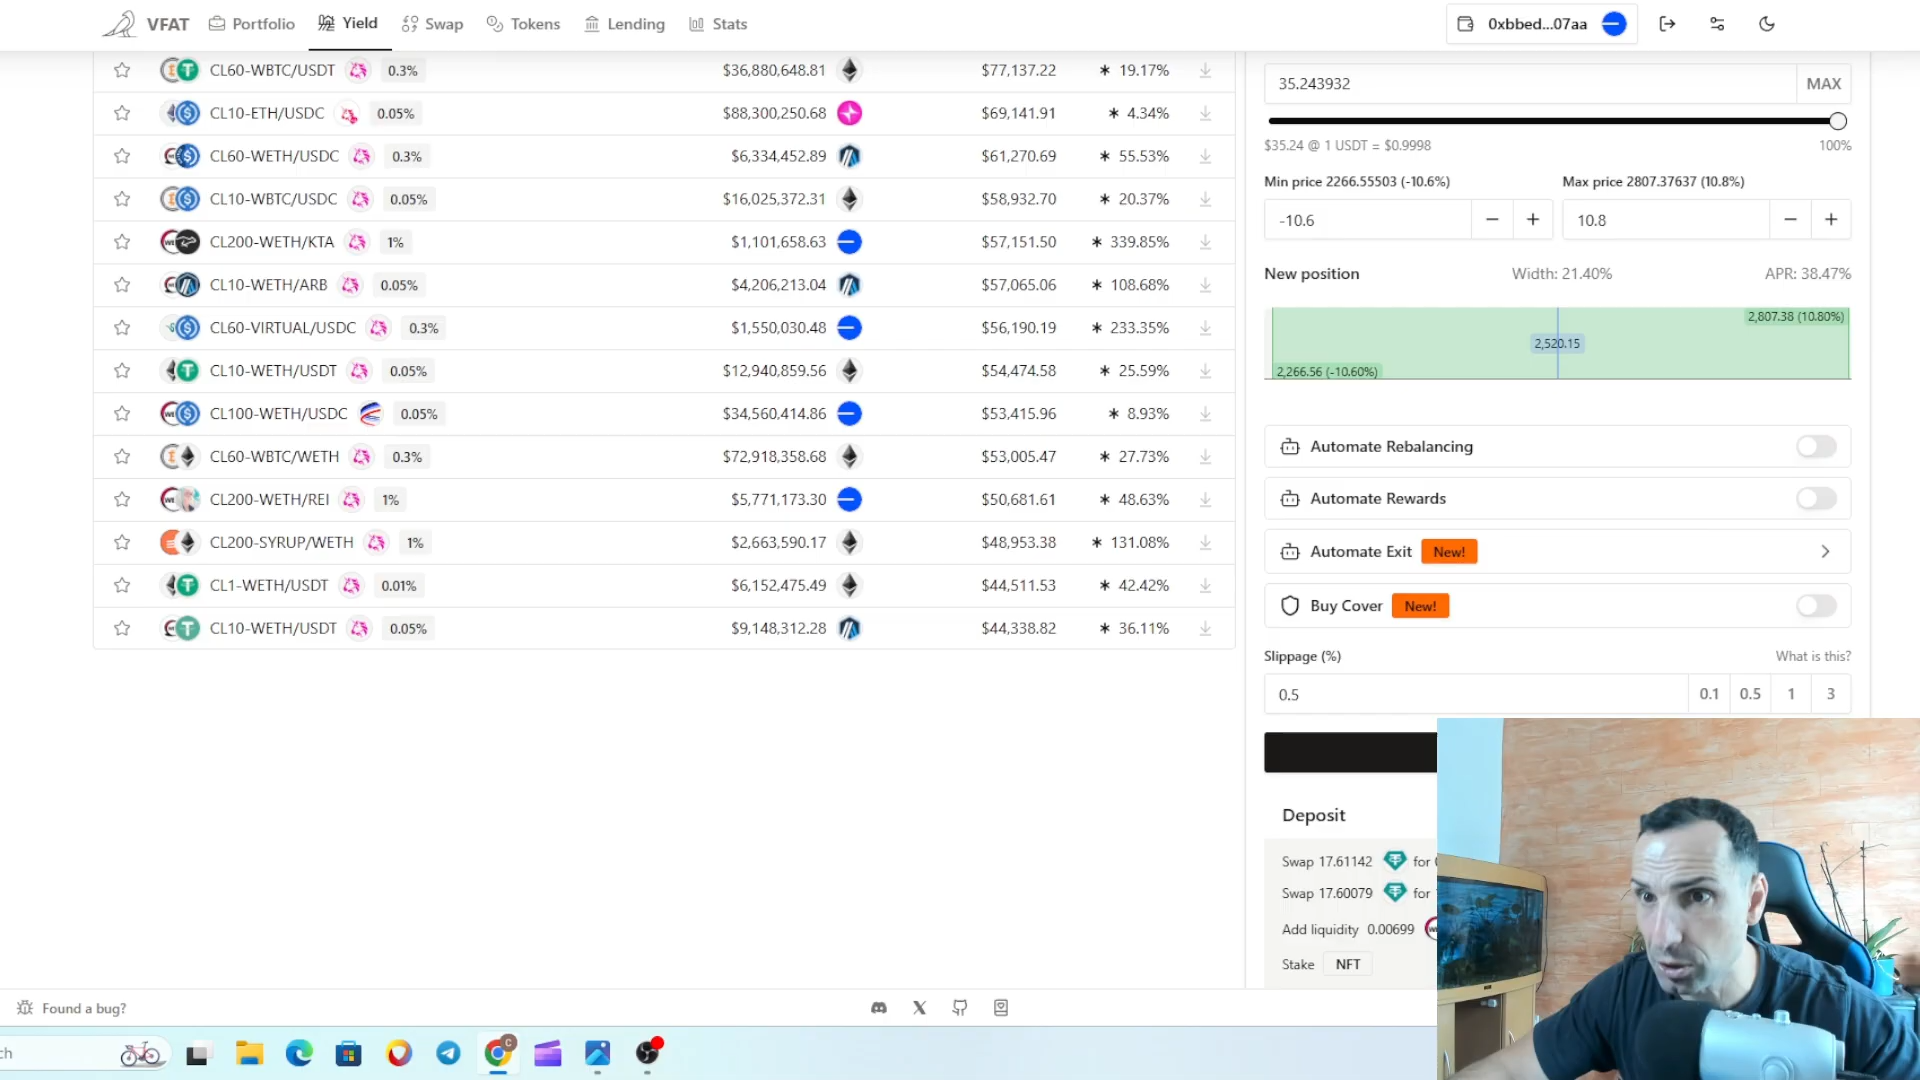 VFAT Portfolio Yield Swap Tokens Lending Stats 0xbbed...07aa
CL60-WBTC/USDT 0.3% $36,880,648.81 $77,137.22 19.17%
CL10-ETH/USDC 0.05% $88,300,250.68 $69,141.91 4.34%
CL60-WETH/USDC 0.3% $6,334,452.89 $61,270.69 55.53%
CL10-WBTC/USDC 0.05% $16,025,372.31 $58,932.70 20.37%
CL200-WETH/KTA 1% $1,101,658.63 $57,151.50 339.85%
CL10-WETH/ARB 0.05% $4,206,213.04 $57,065.06 108.68%
CL60-VIRTUAL/USDC 0.3% $1,550,030.48 $56,190.19 233.35%
CL10-WETH/USDT 0.05% $12,940,859.56 $54,474.58 25.59%
CL100-WETH/USDC 0.05% $34,560,414.86 $53,415.96 8.93%
CL60-WBTC/WETH 0.3% $72,918,358.68 $53,005.47 27.73%
CL200-WETH/REI 1% $5,771,173.30 $50,681.61 48.63%
CL200-SYRUP/WETH 1% $2,663,590.17 $48,953.38 131.08%
CL1-WETH/USDT 0.01% $6,152,475.49 $44,511.53 42.42%
CL10-WETH/USDT 0.05% $9,148,312.28 $44,338.82 36.11%
35.243932 MAX
$35.24 @ 1 USDT = $0.9998 100%
Min price 2266.55503 (-10.6%) Max price 2807.37637 (10.8%)
-10.6 − + 10.8 − +
New position Width: 21.40% APR: 38.47%
2,807.38 (10.80%)
2,520.15
2,266.56 (-10.60%)
Automate Rebalancing
Automate Rewards
Automate Exit New!
Buy Cover New!
Slippage (%) What is this?
0.5 0.1 0.5 1 3
Deposit
Swap 17.61142 for
Swap 17.60079 for
Add liquidity 0.00699
Stake NFT
Found a bug?
ch